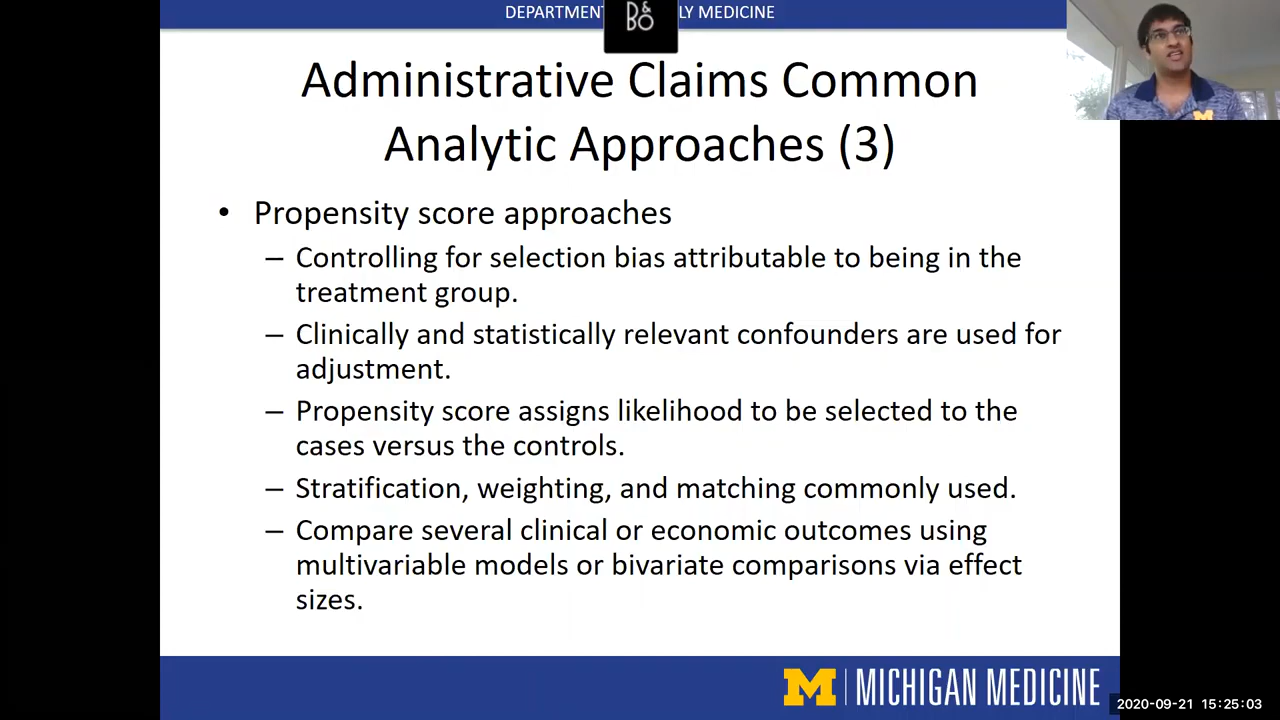 DEPARTMENT LY MEDICINE
D&
BO
Administrative Claims Common
Analytic Approaches (3)
• Propensity score approaches
– Controlling for selection bias attributable to being in the
treatment group.
– Clinically and statistically relevant confounders are used for
adjustment.
– Propensity score assigns likelihood to be selected to the
cases versus the controls.
– Stratification, weighting, and matching commonly used.
– Compare several clinical or economic outcomes using
multivariable models or bivariate comparisons via effect
sizes.
M
M | MICHIGAN MEDICINE
2020-09-21 15:25:03